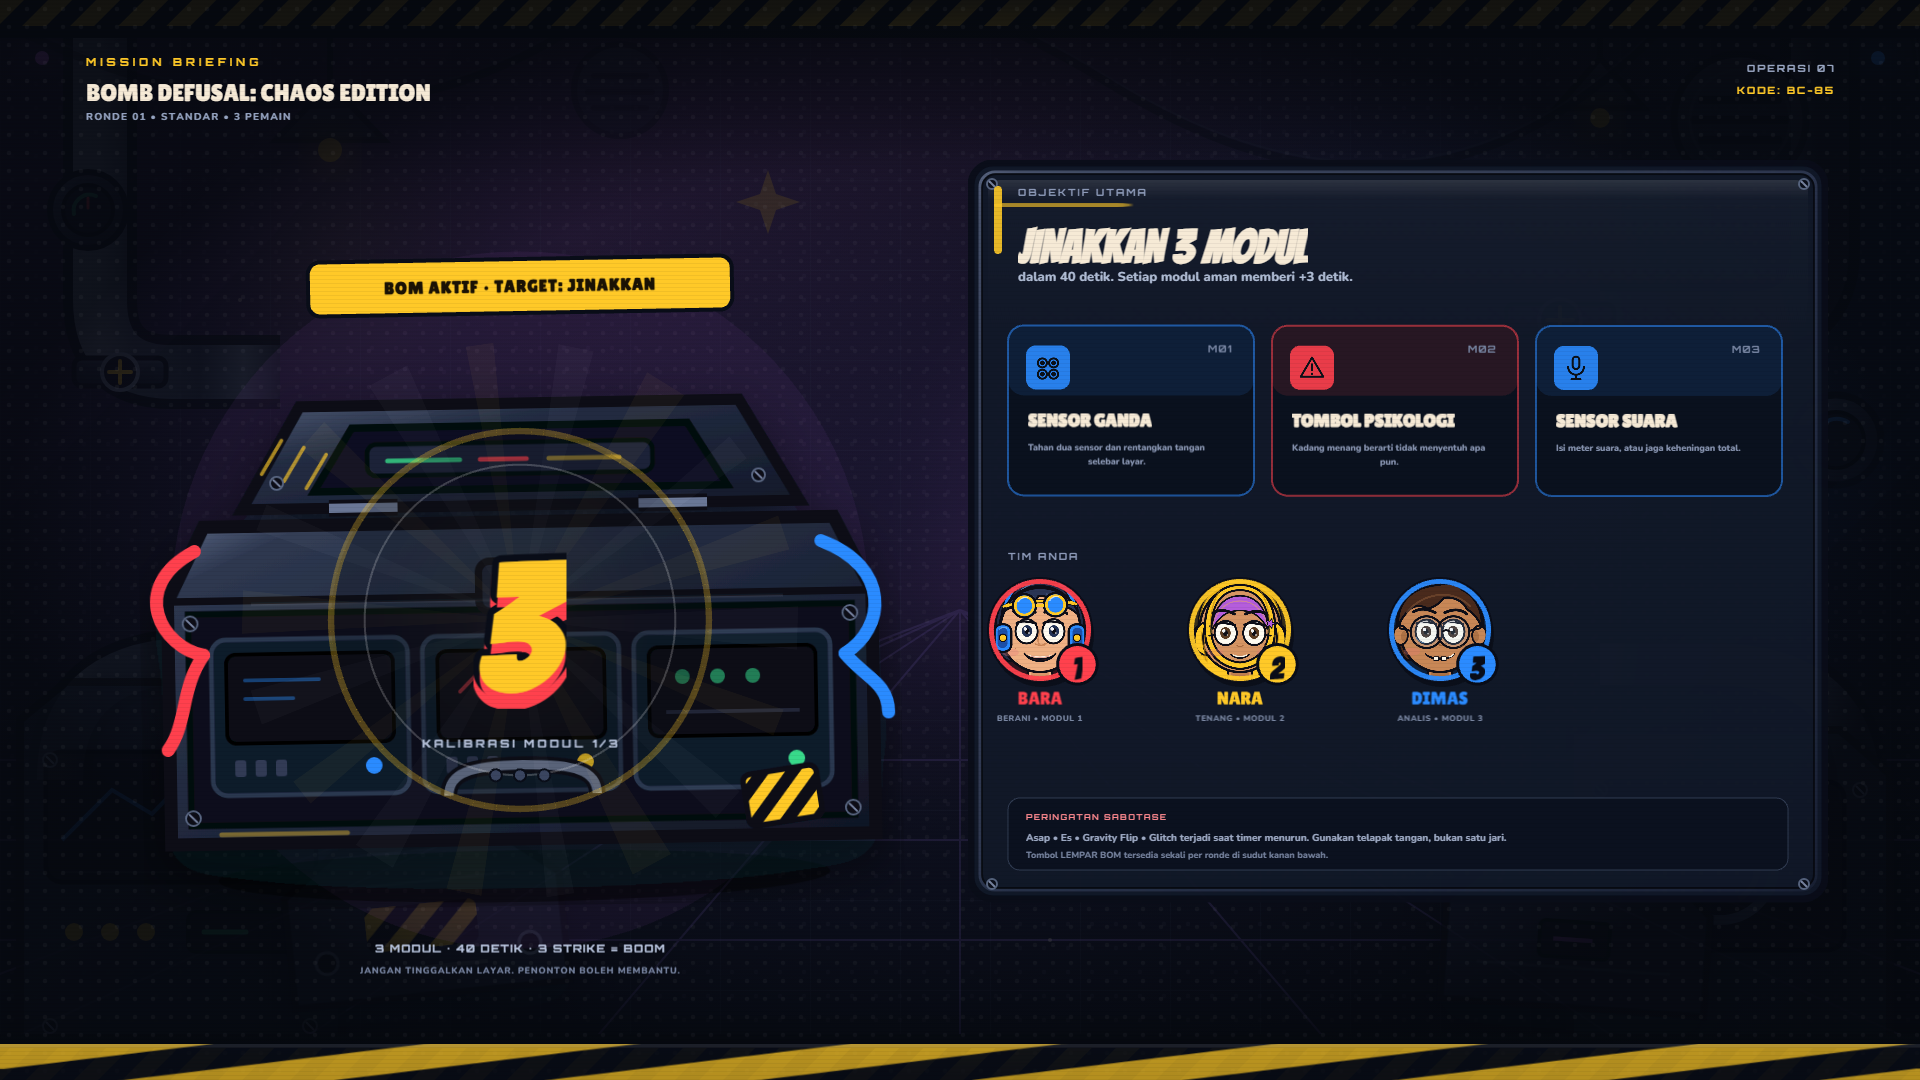 MISSION BRIEFING
BOMB DEFUSAL: CHAOS EDITION
RONDE 01 • STANDAR • 3 PEMAIN
OPERASI 07
KODE: BC-85
BOM AKTIF · TARGET: JINAKKAN
3
KALIBRASI MODUL 1/3
3 MODUL · 40 DETIK · 3 STRIKE = BOOM
JANGAN TINGGALKAN LAYAR. PENONTON BOLEH MEMBANTU.
OBJEKTIF UTAMA
JINAKKAN 3 MODUL
dalam 40 detik. Setiap modul aman memberi +3 detik.
M01
SENSOR GANDA
Tahan dua sensor dan rentangkan tangan
selebar layar.
M02
TOMBOL PSIKOLOGI
Kadang menang berarti tidak menyentuh apa
pun.
M03
SENSOR SUARA
Isi meter suara, atau jaga keheningan total.
TIM ANDA
1
BARA
BERANI • MODUL 1
2
NARA
TENANG • MODUL 2
3
DIMAS
ANALIS • MODUL 3
PERINGATAN SABOTASE
Asap • Es • Gravity Flip • Glitch terjadi saat timer menurun. Gunakan telapak tangan, bukan satu jari.
Tombol LEMPAR BOM tersedia sekali per ronde di sudut kanan bawah.